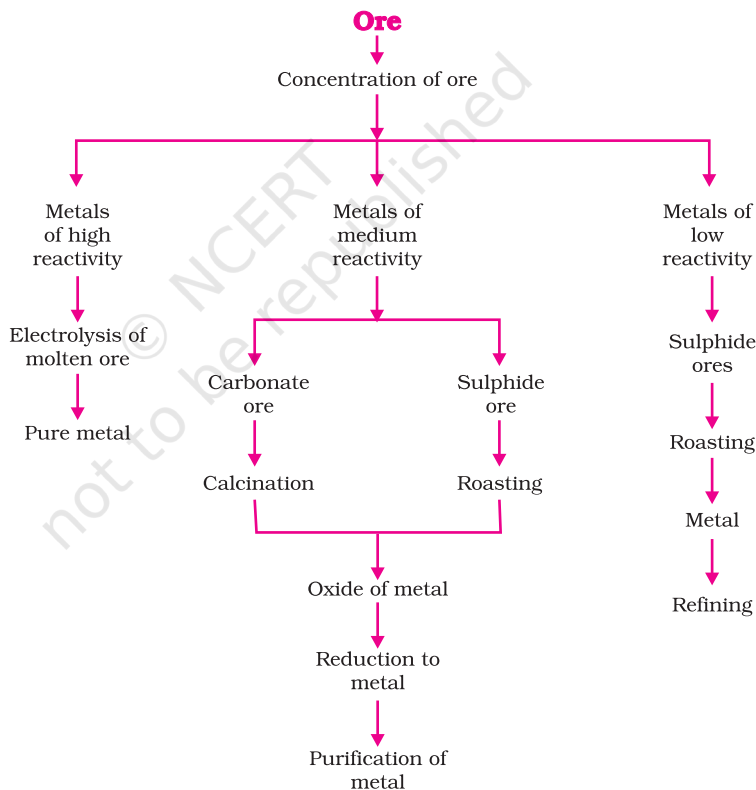 Ore
Concentration of ore
Metals
of high
reactivity
Metals of
medium
reactivity
Metals of
low
reactivity
Electrolysis of
molten ore
Pure metal
Carbonate
ore
Sulphide
ore
Calcination
Roasting
Sulphide
ores
Roasting
Metal
Refining
Oxide of metal
Reduction to
metal
Purification of
metal
© NCERT
not to be republished